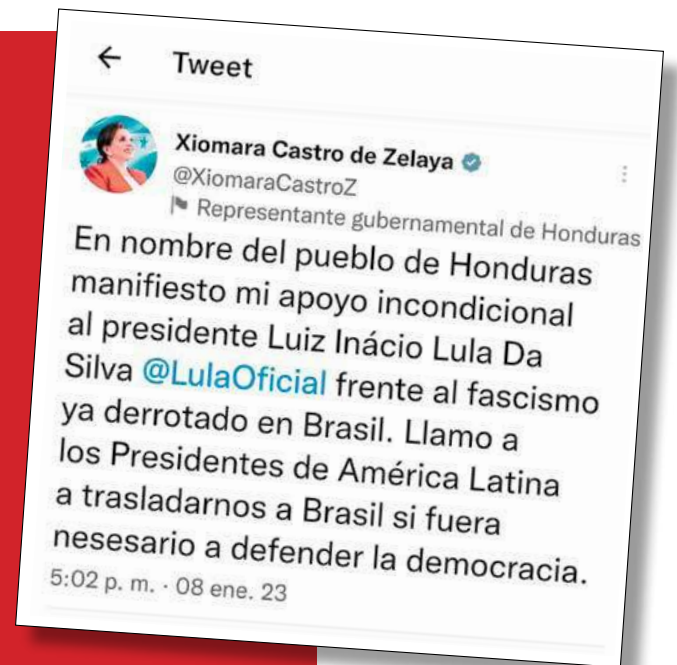 ← Tweet
Xiomara Castro de Zelaya
@XiomaraCastroZ
Representante gubernamental de Honduras
En nombre del pueblo de Honduras
manifiesto mi apoyo incondicional
al presidente Luiz Inácio Lula Da
Silva @LulaOficial frente al fascismo
ya derrotado en Brasil. Llamo a
los Presidentes de América Latina
a trasladarnos a Brasil si fuera
nesesario a defender la democracia.
5:02 p. m. · 08 ene. 23